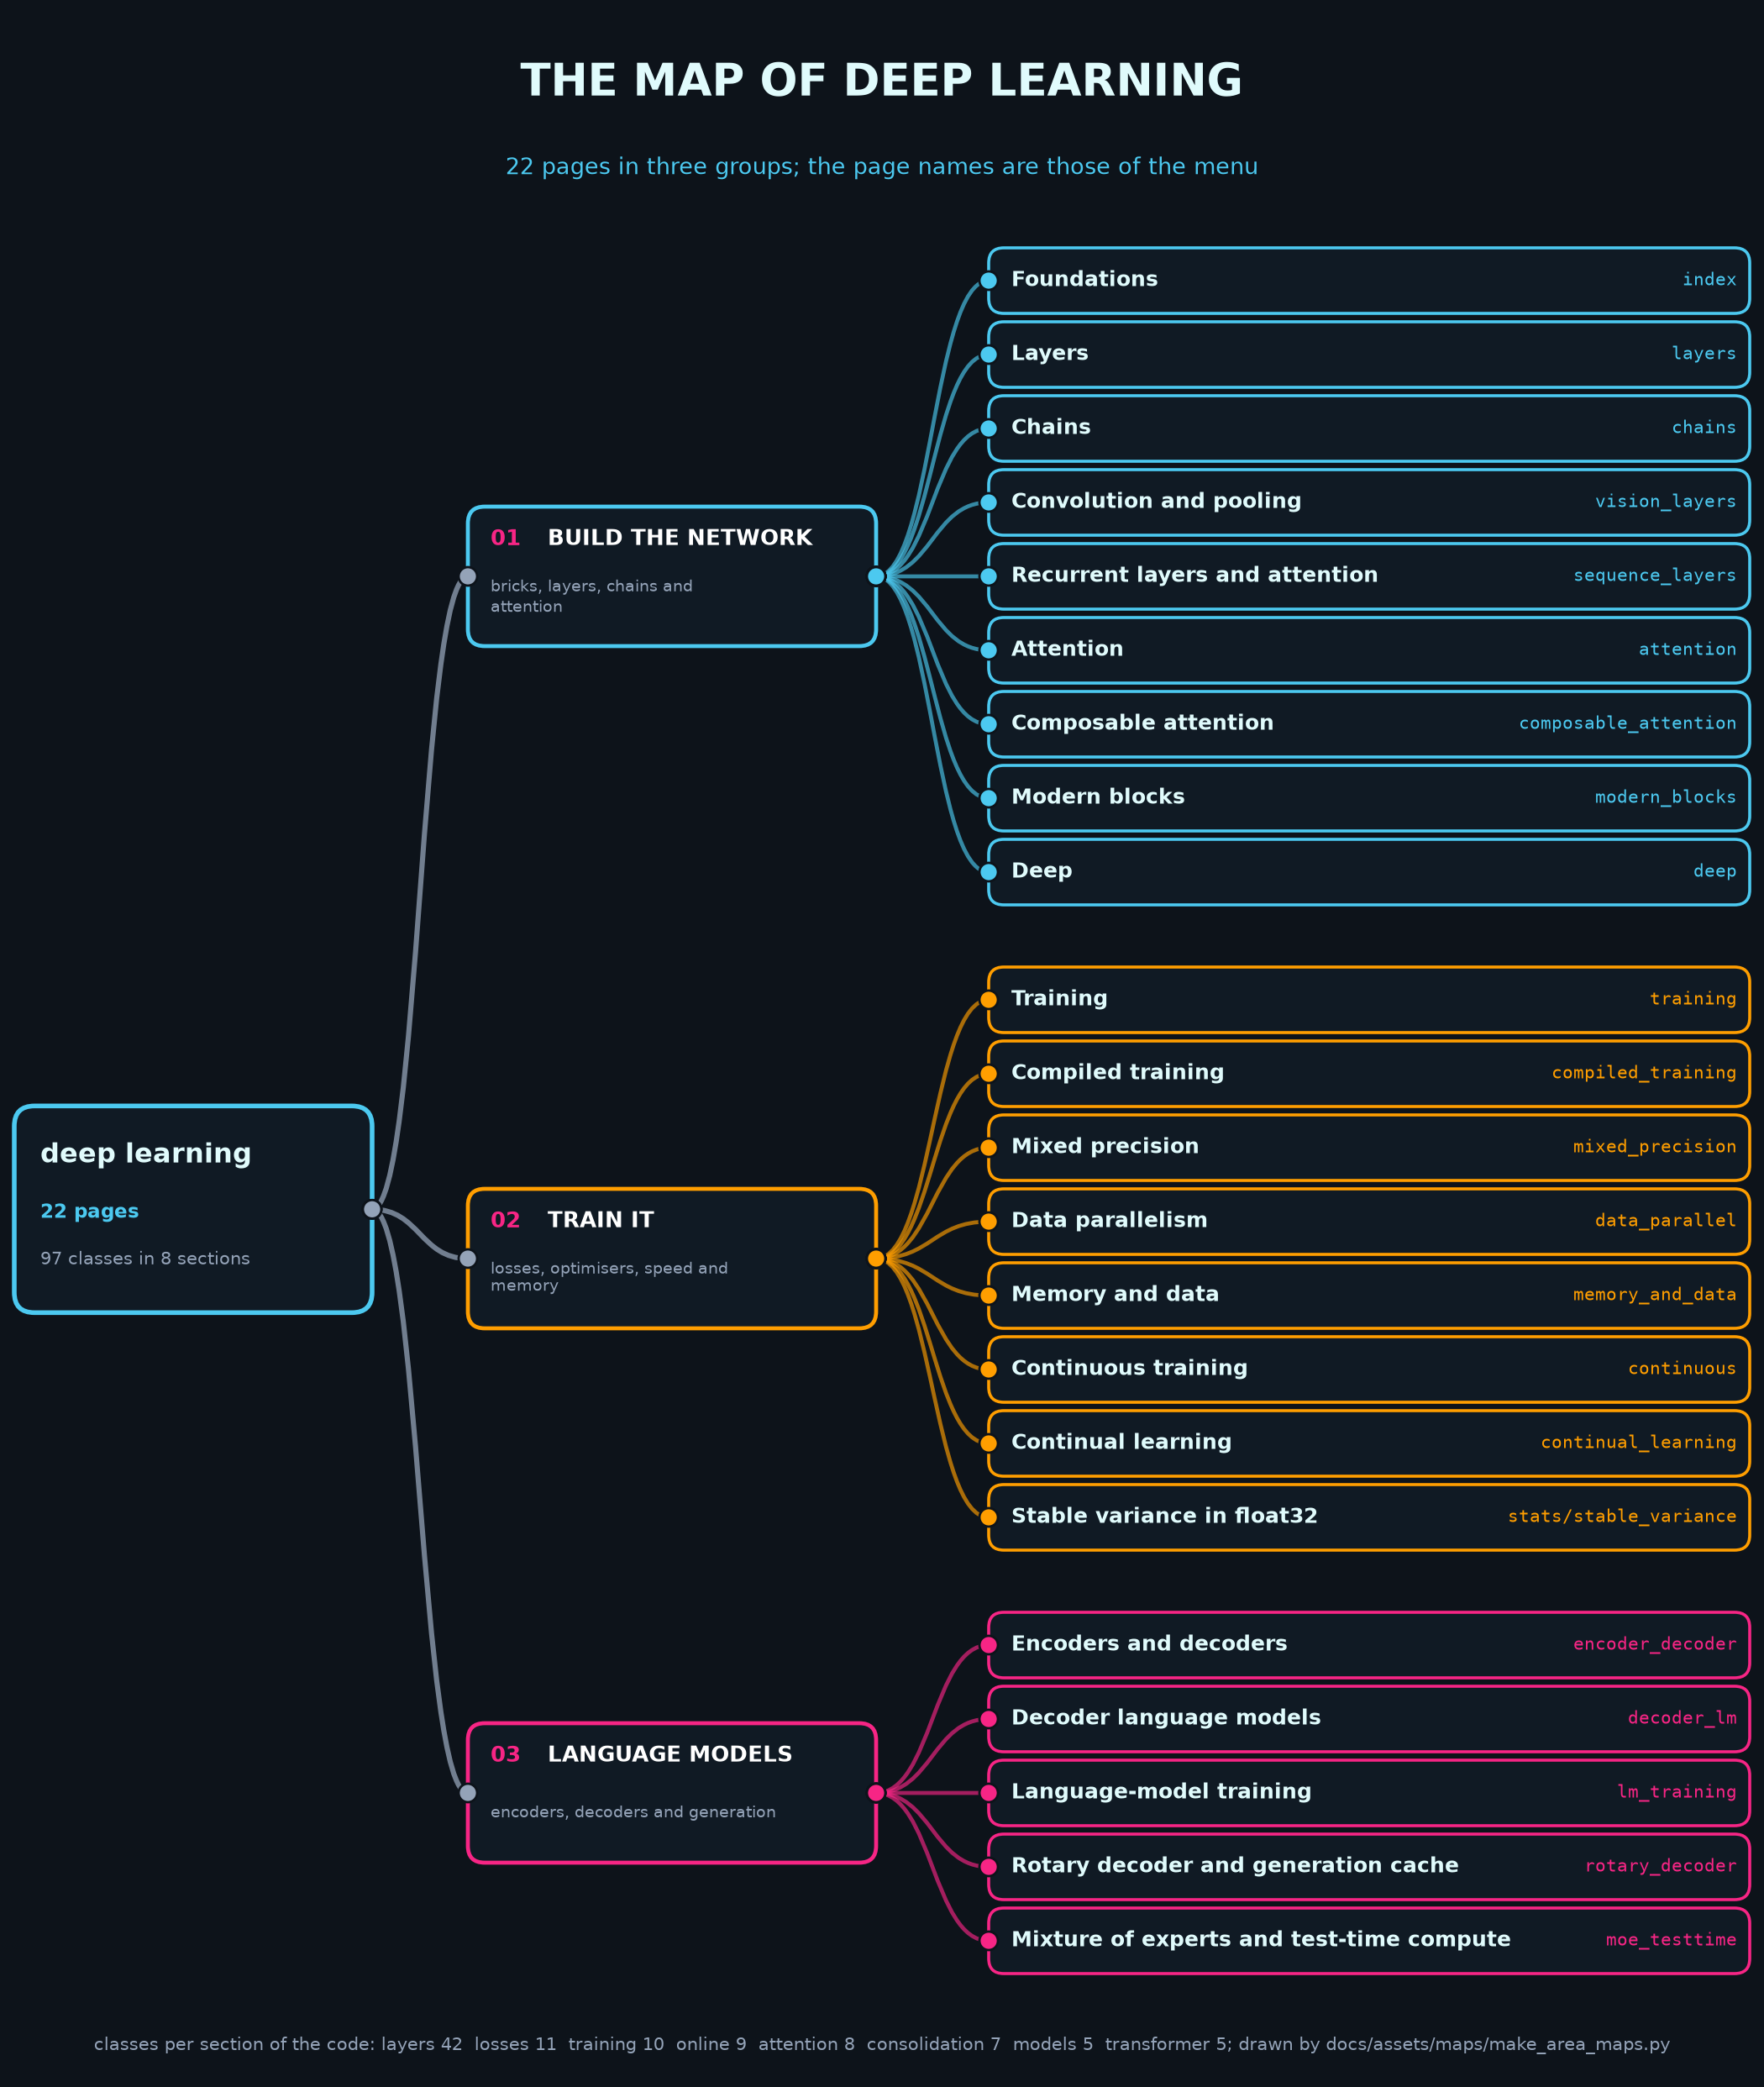 THE MAP OF DEEP LEARNING
22 pages in three groups; the page names are those of the menu
deep learning
22 pages
97 classes in 8 sections
01 BUILD THE NETWORK
bricks, layers, chains and
attention
Foundations index
Layers layers
Chains chains
Convolution and pooling vision_layers
Recurrent layers and attention sequence_layers
Attention attention
Composable attention composable_attention
Modern blocks modern_blocks
Deep deep
02 TRAIN IT
losses, optimisers, speed and
memory
Training training
Compiled training compiled_training
Mixed precision mixed_precision
Data parallelism data_parallel
Memory and data memory_and_data
Continuous training continuous
Continual learning continual_learning
Stable variance in float32 stats/stable_variance
03 LANGUAGE MODELS
encoders, decoders and generation
Encoders and decoders encoder_decoder
Decoder language models decoder_lm
Language-model training lm_training
Rotary decoder and generation cache rotary_decoder
Mixture of experts and test-time compute moe_testtime
classes per section of the code: layers 42 losses 11 training 10 online 9 attention 8 consolidation 7 models 5 transformer 5; drawn by docs/assets/maps/make_area_maps.py